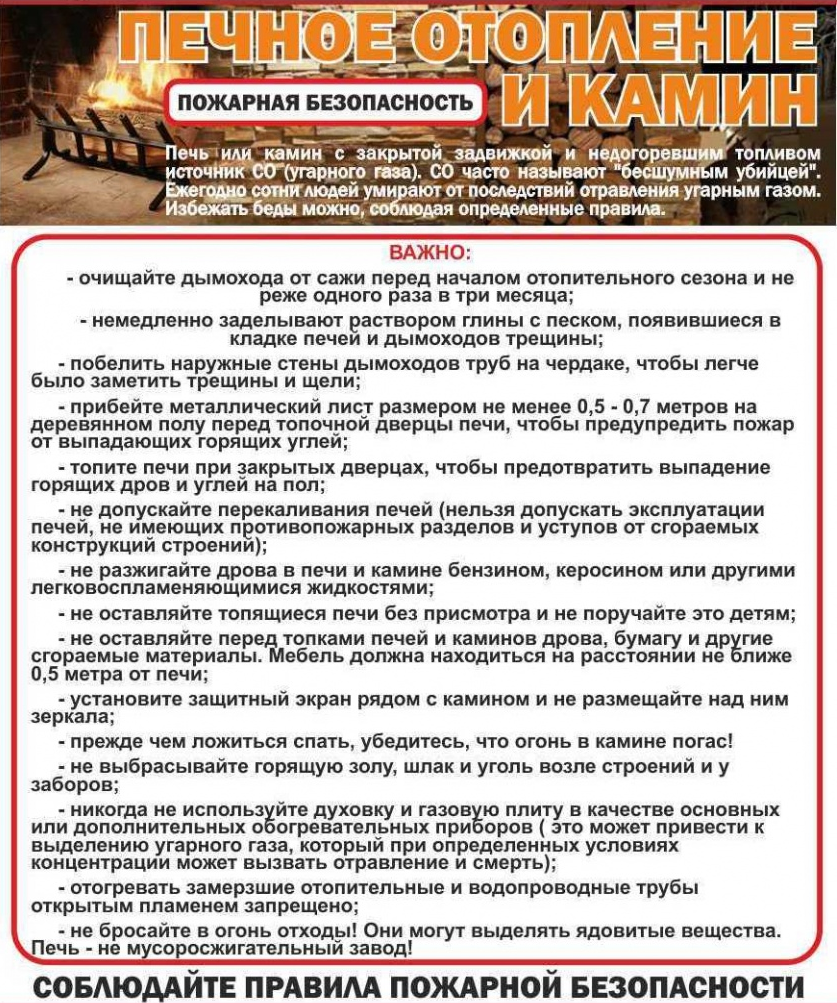 ПЕЧНОЕ ОТОПЛЕНИЕ
И КАМИН
ПОЖАРНАЯ БЕЗОПАСНОСТЬ
Печь или камин с закрытой задвижкой и недогоревшим топливом
источник СО (угарного газа). СО часто называют "бесшумным убийцей".
Ежегодно сотни людей умирают от последствий отравления угарным газом.
Избежать беды можно, соблюдая определенные правила.
ВАЖНО:
- очищайте дымохода от сажи перед началом отопительного сезона и не
реже одного раза в три месяца;
- немедленно заделывают раствором глины с песком, появившиеся в
кладке печей и дымоходов трещины;
- побелить наружные стены дымоходов труб на чердаке, чтобы легче
было заметить трещины и щели;
- прибейте металлический лист размером не менее 0,5 - 0,7 метров на
деревянном полу перед топочной дверцы печи, чтобы предупредить пожар
от выпадающих горящих углей;
- топите печи при закрытых дверцах, чтобы предотвратить выпадение
горящих дров и углей на пол;
- не допускайте перекаливания печей (нельзя допускать эксплуатации
печей, не имеющих противопожарных разделов и уступов от сгораемых
конструкций строений);
- не разжигайте дрова в печи и камине бензином, керосином или другими
легковоспламеняющимися жидкостями;
- не оставляйте топящиеся печи без присмотра и не поручайте это детям;
- не оставляйте перед топками печей и каминов дрова, бумагу и другие
сгораемые материалы. Мебель должна находиться на расстоянии не ближе
0,5 метра от печи;
- установите защитный экран рядом с камином и не размещайте над ним
зеркала;
- прежде чем ложиться спать, убедитесь, что огонь в камине погас!
- не выбрасывайте горящую золу, шлак и уголь возле строений и у
заборов;
- никогда не используйте духовку и газовую плиту в качестве основных
или дополнительных обогревательных приборов ( это может привести к
выделению угарного газа, который при определенных условиях
концентрации может вызвать отравление и смерть);
- отогревать замерзшие отопительные и водопроводные трубы
открытым пламенем запрещено;
- не бросайте в огонь отходы! Они могут выделять ядовитые вещества.
Печь - не мусоросжигательный завод!
СОБЛЮДАЙТЕ ПРАВИЛА ПОЖАРНОЙ БЕЗОПАСНОСТИ